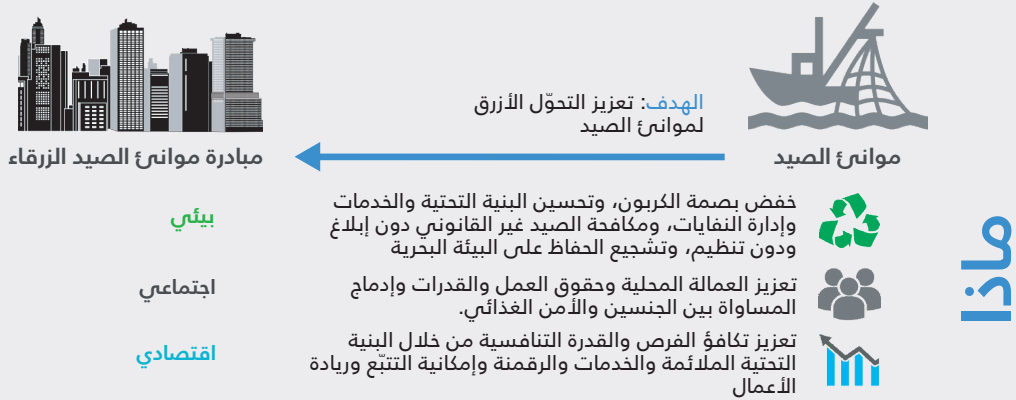 ماذا
موانئ الصيد
الهدف: تعزيز التحوّل الأزرق
لموانئ الصيد
مبادرة موانئ الصيد الزرقاء
خفض بصمة الكربون، وتحسين البنية التحتية والخدمات
وإدارة النفايات، ومكافحة الصيد غير القانوني دون إبلاغ
ودون تنظيم، وتشجيع الحفاظ على البيئة البحرية
بيئي
تعزيز العمالة المحلية وحقوق العمل والقدرات وإدماج
المساواة بين الجنسين والأمن الغذائي.
اجتماعي
تعزيز تكافؤ الفرص والقدرة التنافسية من خلال البنية
التحتية الملائمة والخدمات والرقمنة وإمكانية التتبّع وريادة
الأعمال
اقتصادي